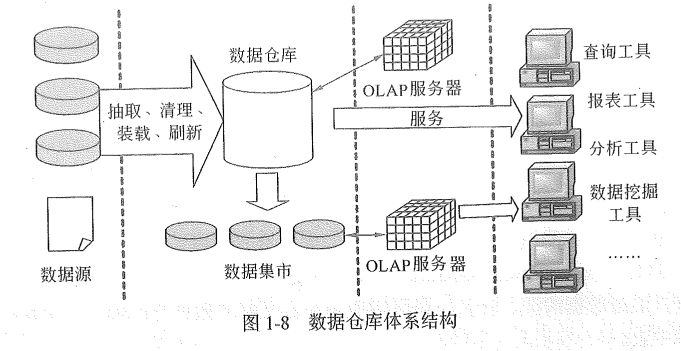 数据仓库
查询工具
OLAP服务器
抽取、清理、
装载、刷新
服务
报表工具
分析工具
数据挖掘
工具
数据源
数据集市
OLAP服务器
……
图 1-8 数据仓库体系结构